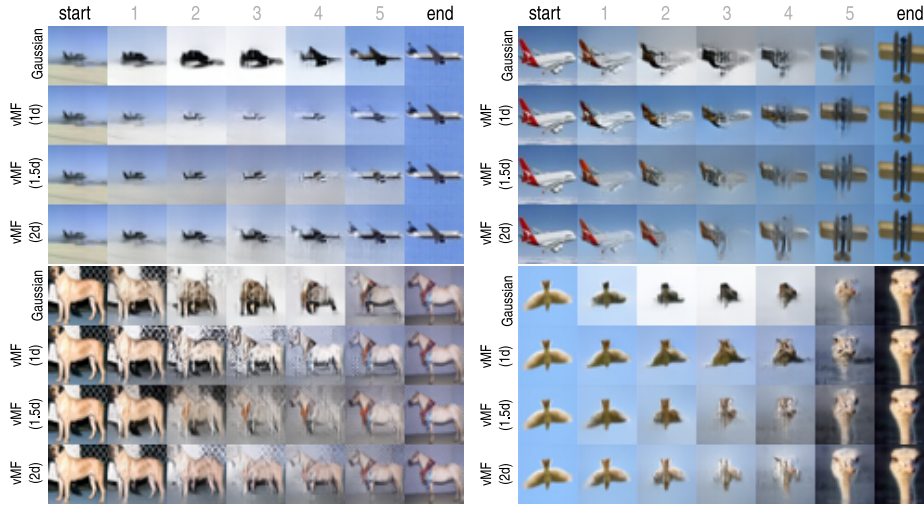 start 1 2 3 4 5 end start 1 2 3 4 5 end
Gaussian
vMF
(1d)
vMF
(1.5d)
vMF
(2d)
Gaussian
vMF
(1d)
vMF
(1.5d)
vMF
(2d)
Gaussian
vMF
(1d)
vMF
(1.5d)
vMF
(2d)
Gaussian
vMF
(1d)
vMF
(1.5d)
vMF
(2d)